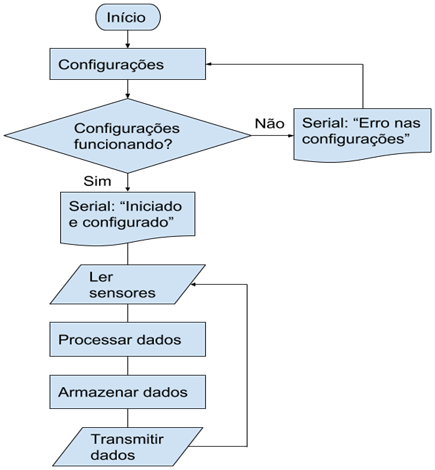 Início
Configurações
Configurações
funcionando?
Não
Serial: “Erro nas
configurações”
Sim
Serial: “Iniciado
e configurado”
Ler
sensores
Processar dados
Armazenar dados
Transmitir
dados